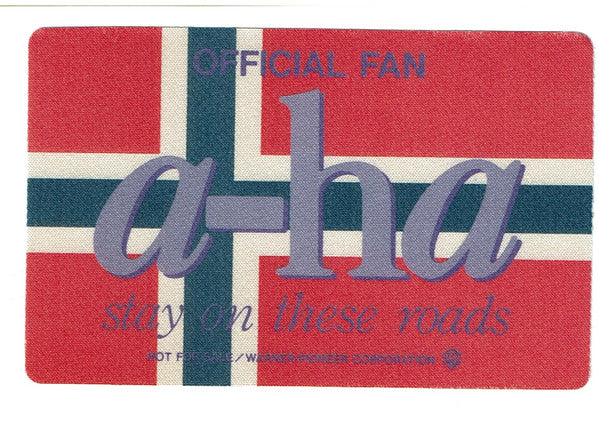 OFFICIAL FAN
a-ha
stay on these roads
NOT FOR SALE / WARNER-PIONEER CORPORATION